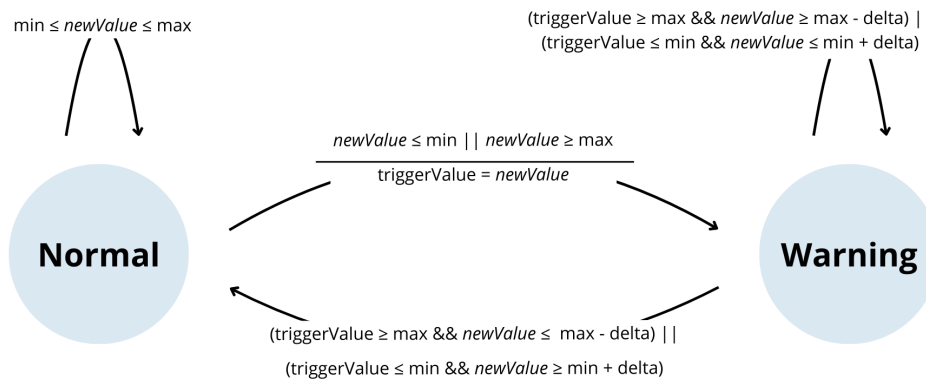 min ≤ newValue ≤ max
(triggerValue ≥ max && newValue ≥ max - delta) |
(triggerValue ≤ min && newValue ≤ min + delta)
newValue ≤ min || newValue ≥ max
triggerValue = newValue
Normal
Warning
(triggerValue ≥ max && newValue ≤ max - delta) ||
(triggerValue ≤ min && newValue ≥ min + delta)